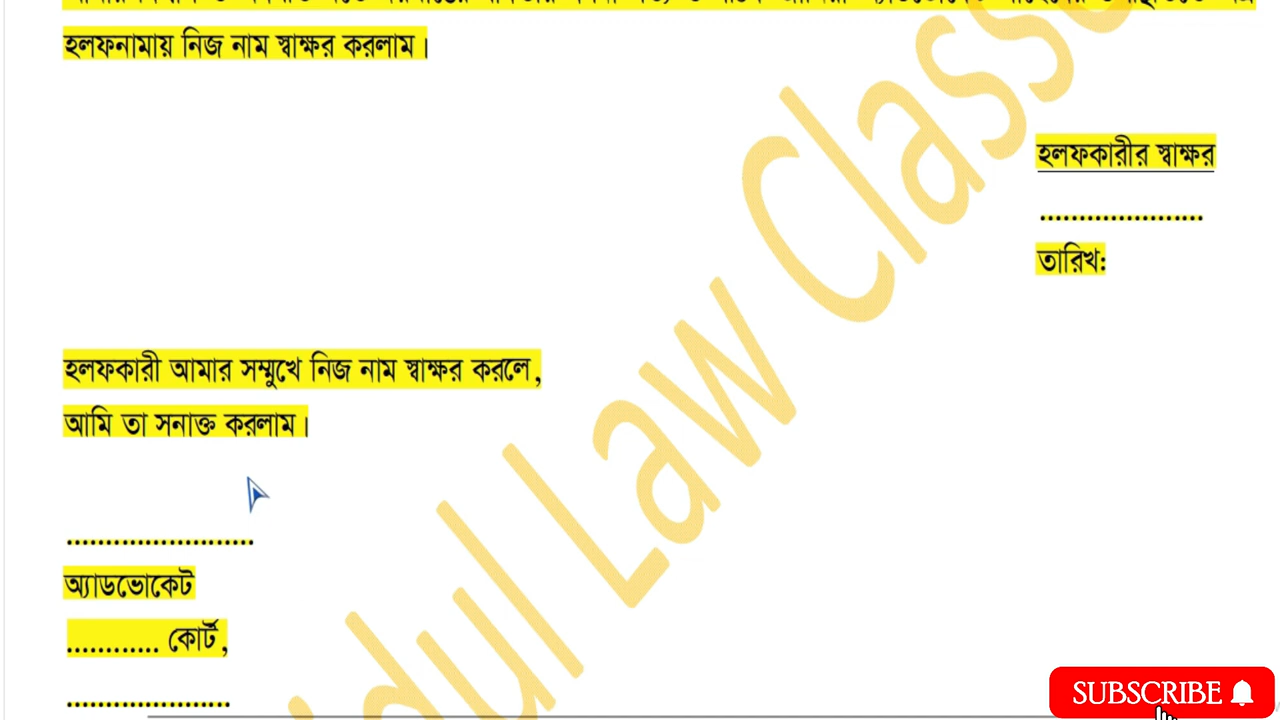 হলফনামায় নিজ নাম স্বাক্ষর করলাম।
হলফকারীর স্বাক্ষর
.....................
তারিখ:
হলফকারী আমার সম্মুখে নিজ নাম স্বাক্ষর করলে,
আমি তা সনাক্ত করলাম।
........................
অ্যাডভোকেট
............ কোর্ট,
.....................
Law Class
SUBSCRIBE